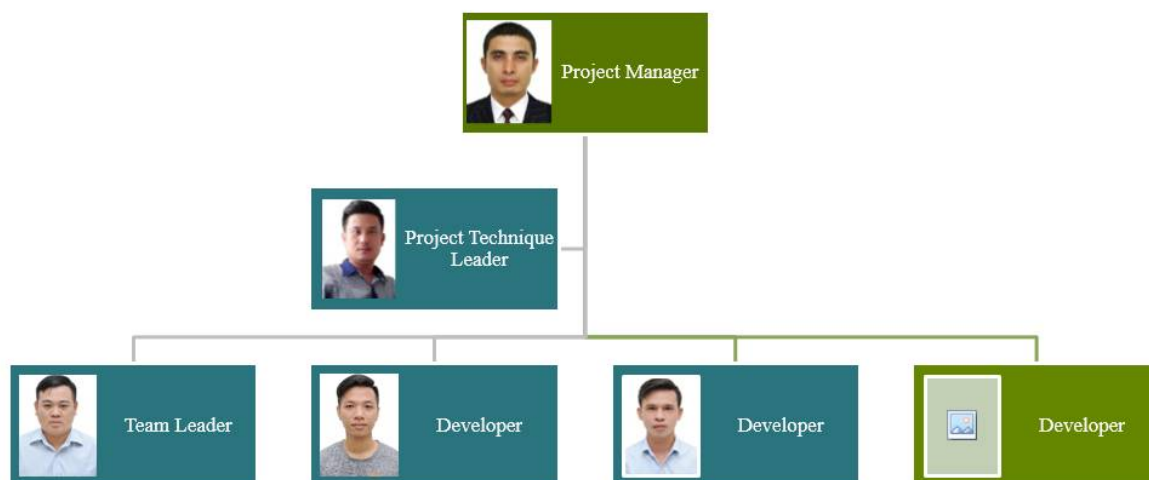 Project Manager
Project Technique
Leader
Team Leader
Developer
Developer
Developer